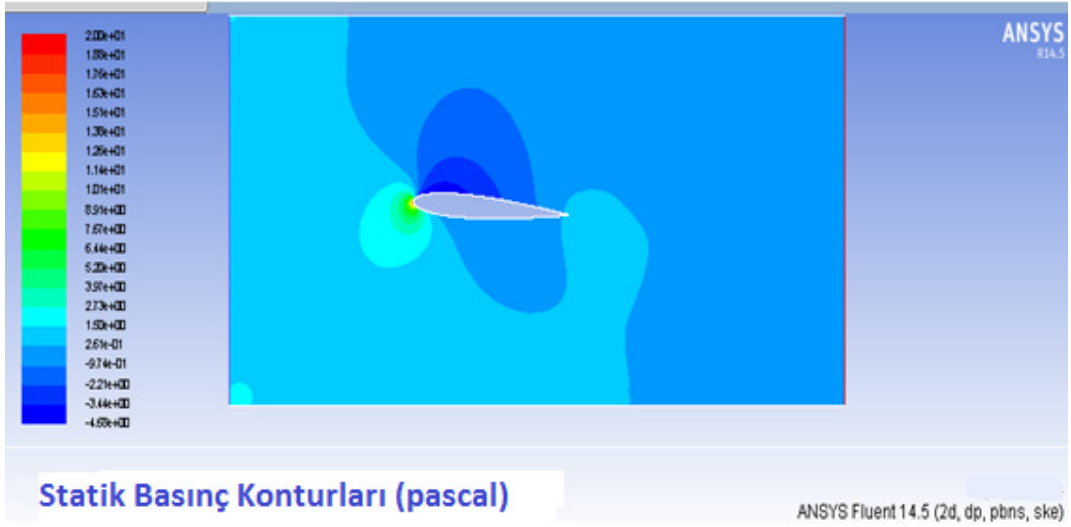 2.00e+01
1.88e+01
1.76e+01
1.63e+01
1.51e+01
1.38e+01
1.26e+01
1.14e+01
1.01e+01
8.91e+00
7.67e+00
6.44e+00
5.20e+00
3.97e+00
2.73e+00
1.50e+00
2.61e-01
-9.74e-01
-2.21e+00
-3.44e+00
-4.68e+00
ANSYS
R14.5
Statik Basınç Konturları (pascal)
ANSYS Fluent 14.5 (2d, dp, pbns, ske)